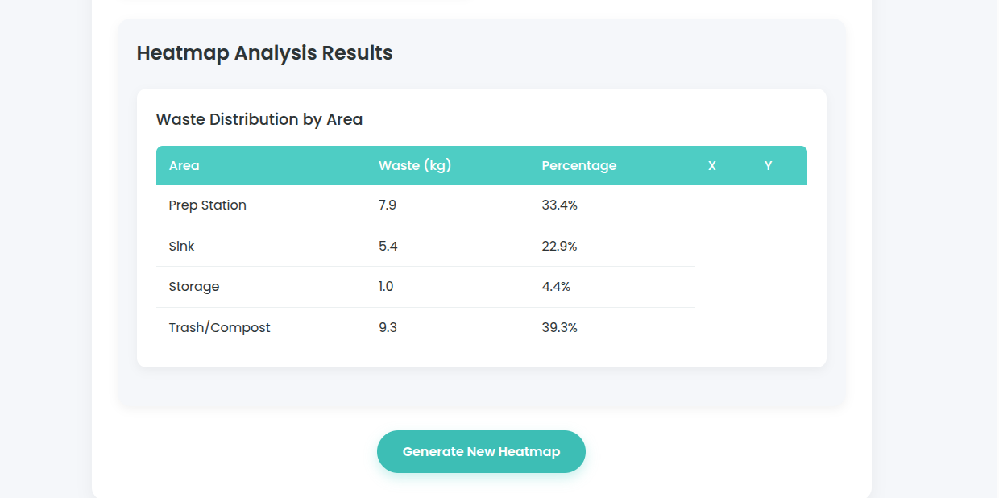 Heatmap Analysis Results
Waste Distribution by Area
Area Waste (kg) Percentage X Y
Prep Station 7.9 33.4%
Sink 5.4 22.9%
Storage 1.0 4.4%
Trash/Compost 9.3 39.3%
Generate New Heatmap